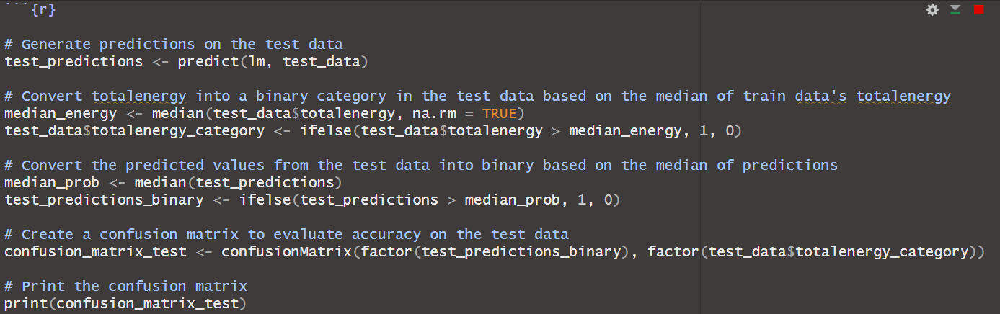 ```{r}
# Generate predictions on the test data
test_predictions <- predict(lm, test_data)
# Convert totalenergy into a binary category in the test data based on the median of train data's totalenergy
median_energy <- median(test_data$totalenergy, na.rm = TRUE)
test_data$totalenergy_category <- ifelse(test_data$totalenergy > median_energy, 1, 0)
# Convert the predicted values from the test data into binary based on the median of predictions
median_prob <- median(test_predictions)
test_predictions_binary <- ifelse(test_predictions > median_prob, 1, 0)
# Create a confusion matrix to evaluate accuracy on the test data
confusion_matrix_test <- confusionMatrix(factor(test_predictions_binary), factor(test_data$totalenergy_category))
# Print the confusion matrix
print(confusion_matrix_test)